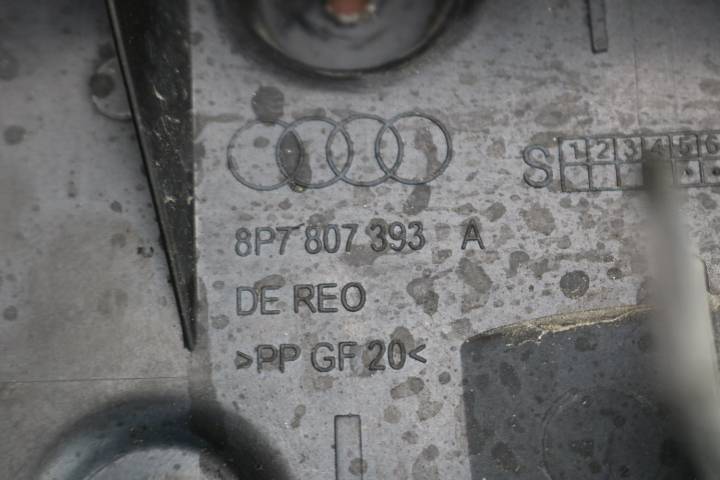 S 1 2 3 4 5 6
8P7 807 393 A
DE REO
>PP GF 20<